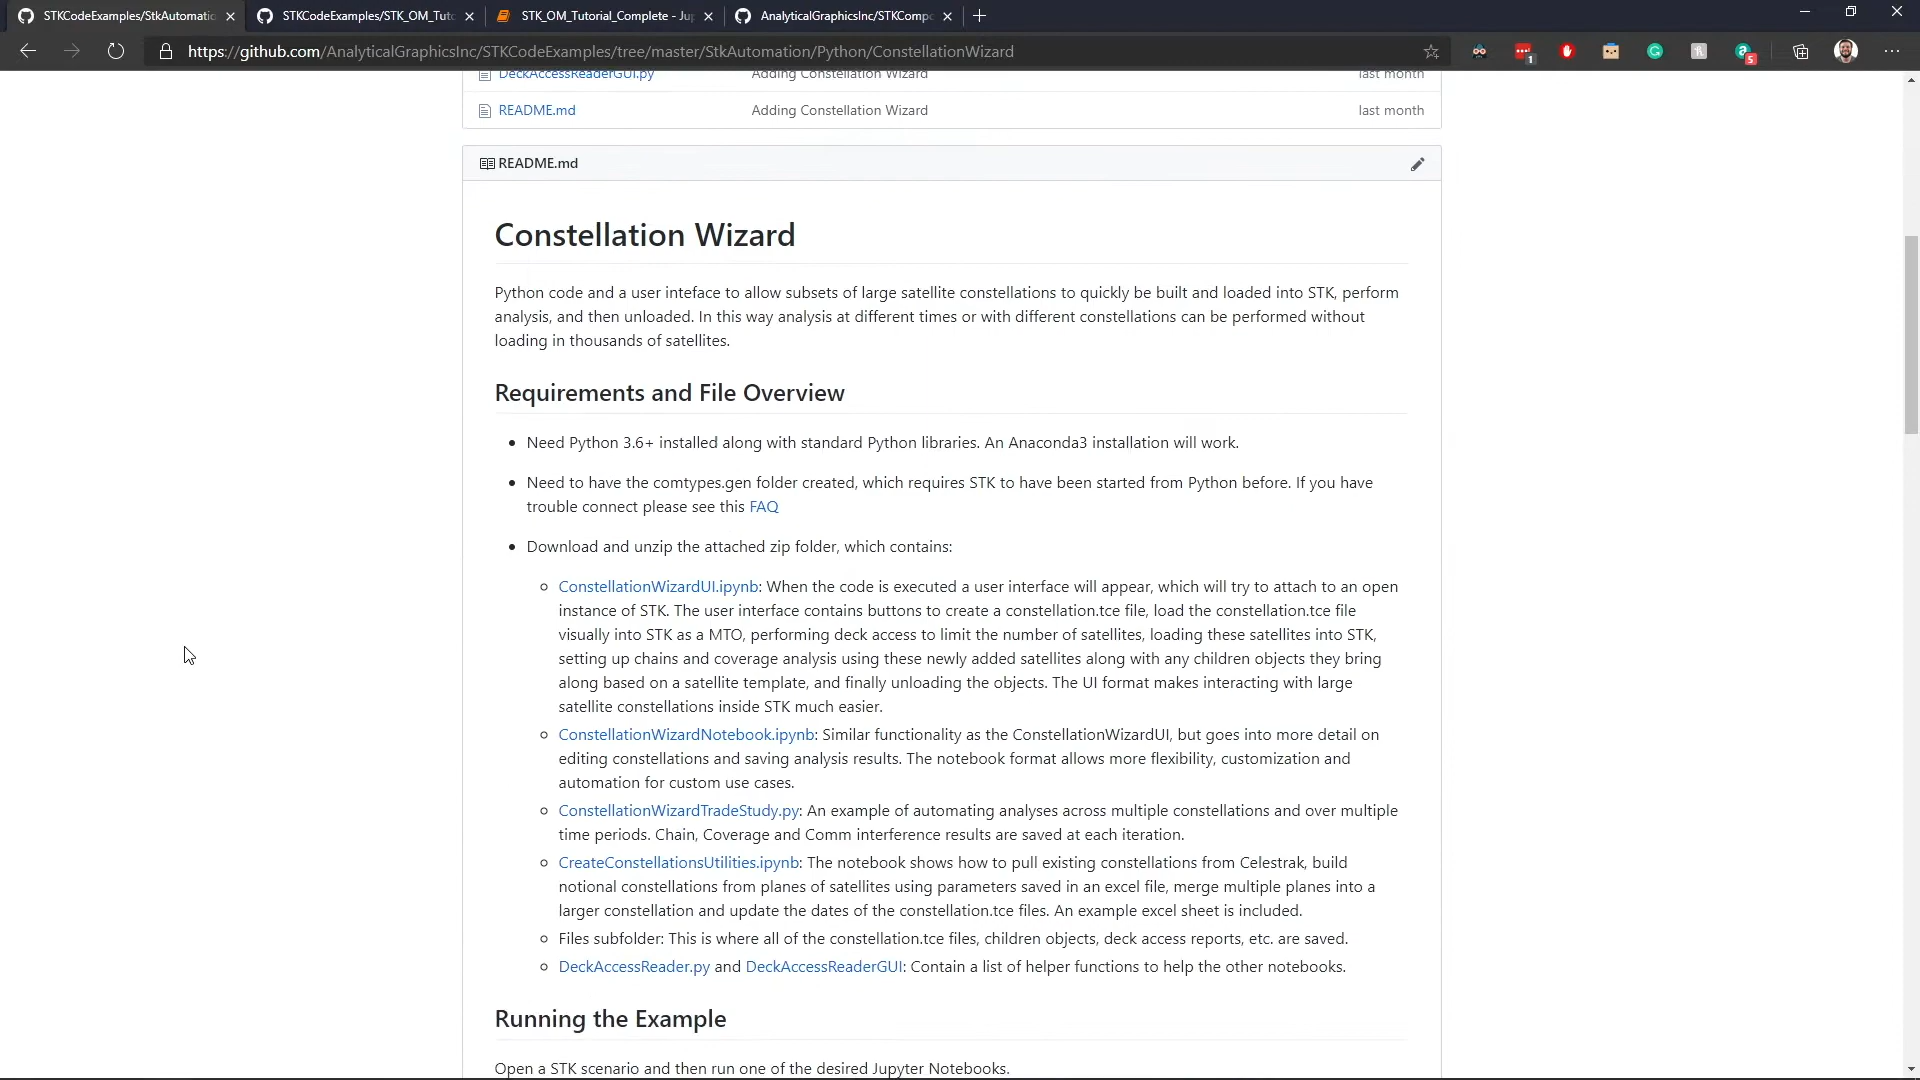 STKCodeExamples/StkAutomatic
STKCodeExamples/STK_OM_Tuto
STK_OM_Tutorial_Complete - Jup
AnalyticalGraphicsInc/STKCompo
https://github.com/AnalyticalGraphicsInc/STKCodeExamples/tree/master/StkAutomation/Python/ConstellationWizard
1
5
DeckAccessReaderGUI.py Adding Constellation Wizard last month
README.md Adding Constellation Wizard last month
README.md
Constellation Wizard
Python code and a user inteface to allow subsets of large satellite constellations to quickly be built and loaded into STK, perform
analysis, and then unloaded. In this way analysis at different times or with different constellations can be performed without
loading in thousands of satellites.
Requirements and File Overview
• Need Python 3.6+ installed along with standard Python libraries. An Anaconda3 installation will work.
• Need to have the comtypes.gen folder created, which requires STK to have been started from Python before. If you have
trouble connect please see this FAQ
• Download and unzip the attached zip folder, which contains:
ConstellationWizardUI.ipynb: When the code is executed a user interface will appear, which will try to attach to an open
instance of STK. The user interface contains buttons to create a constellation.tce file, load the constellation.tce file
visually into STK as a MTO, performing deck access to limit the number of satellites, loading these satellites into STK,
setting up chains and coverage analysis using these newly added satellites along with any children objects they bring
along based on a satellite template, and finally unloading the objects. The UI format makes interacting with large
satellite constellations inside STK much easier.
ConstellationWizardNotebook.ipynb: Similar functionality as the ConstellationWizardUI, but goes into more detail on
editing constellations and saving analysis results. The notebook format allows more flexibility, customization and
automation for custom use cases.
ConstellationWizardTradeStudy.py: An example of automating analyses across multiple constellations and over multiple
time periods. Chain, Coverage and Comm interference results are saved at each iteration.
CreateConstellationsUtilities.ipynb: The notebook shows how to pull existing constellations from Celestrak, build
notional constellations from planes of satellites using parameters saved in an excel file, merge multiple planes into a
larger constellation and update the dates of the constellation.tce files. An example excel sheet is included.
Files subfolder: This is where all of the constellation.tce files, children objects, deck access reports, etc. are saved.
DeckAccessReader.py and DeckAccessReaderGUI: Contain a list of helper functions to help the other notebooks.
Running the Example
Open a STK scenario and then run one of the desired Jupyter Notebooks.